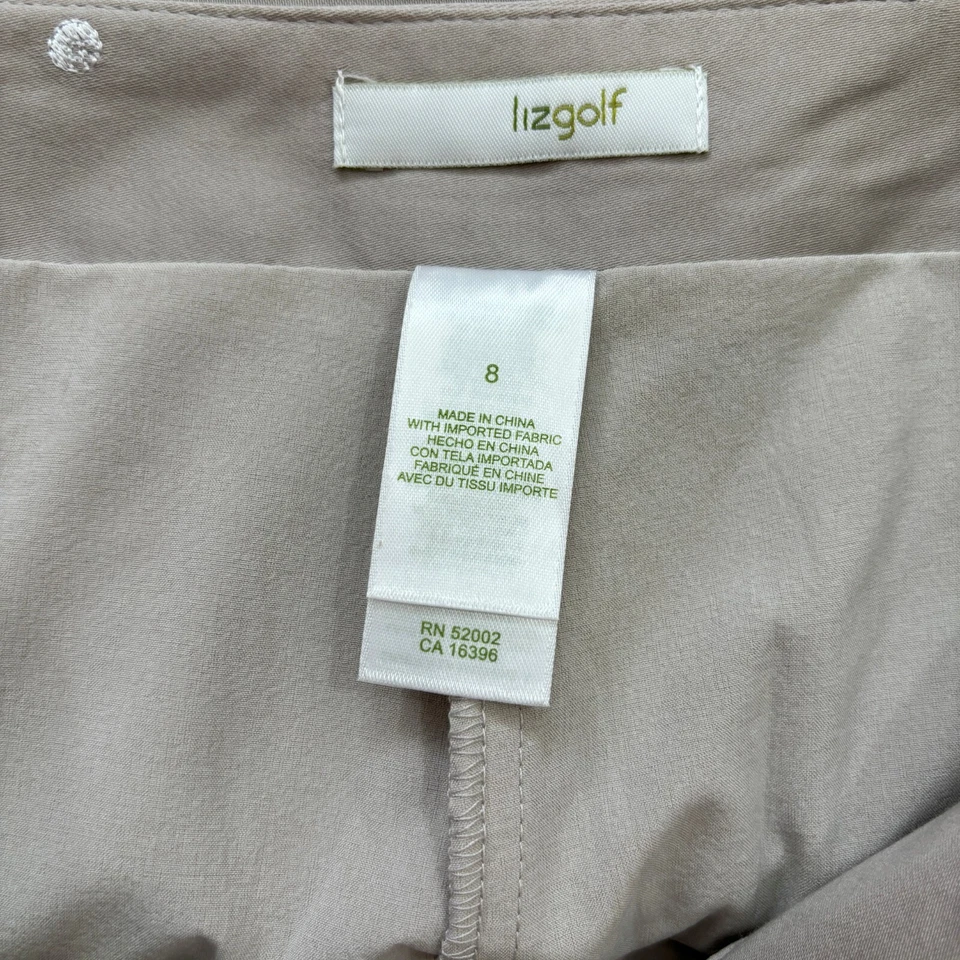 lizgolf
8
MADE IN CHINA
WITH IMPORTED FABRIC
HECHO EN CHINA
CON TELA IMPORTADA
FABRIQUÉ EN CHINE
AVEC DU TISSU IMPORTE
RN 52002
CA 16396